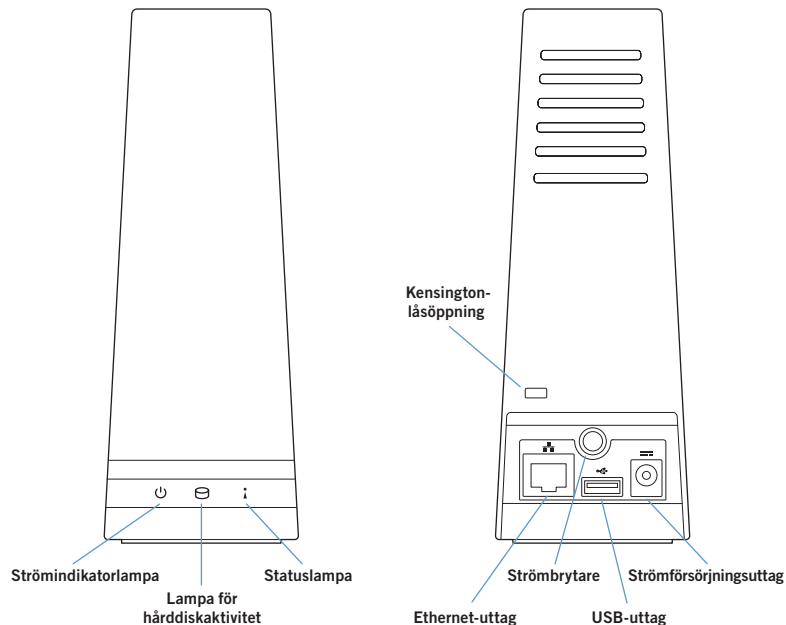 Kensington-
låsöppning
Strömindikatorlampa
Statuslampa
Lampa för
hårddiskaktivitet
Strömbrytare
Strömförsörjningsuttag
Ethernet-uttag
USB-uttag